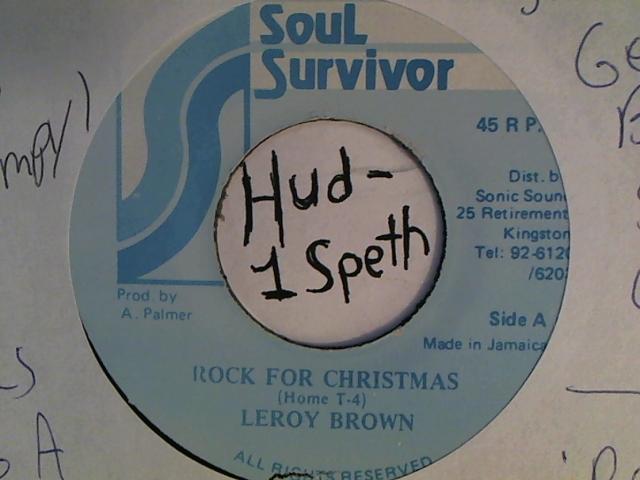 Soul
Survivor
45 R P.
Dist. b
Sonic Soun
25 Retirement
Kingston
Tel: 92-612
/620
Hud-
1 Speth
Prod. by
A. Palmer
Side A
Made in Jamaica
ROCK FOR CHRISTMAS
(Home T-4)
LEROY BROWN
ALL RIGHTS RESERVED